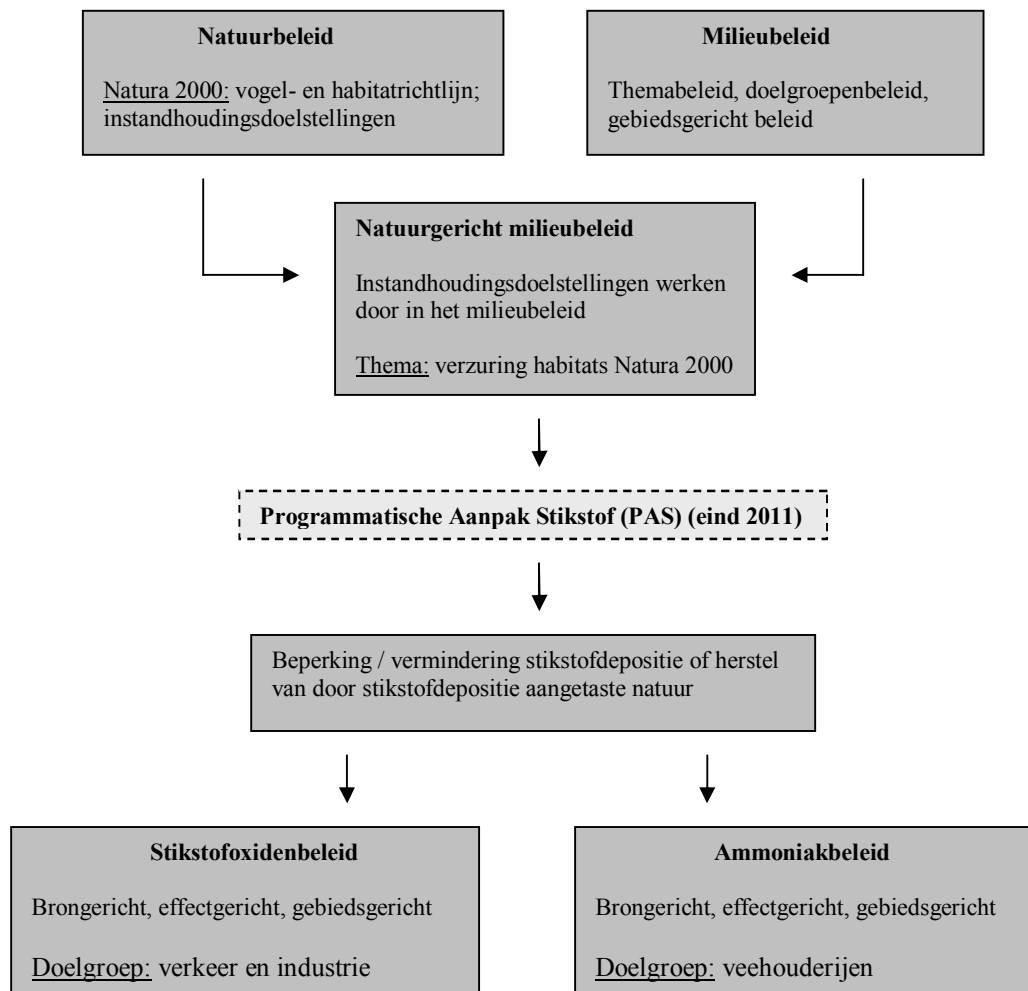 Natuurbeleid
Natura 2000: vogel- en habitatrichtlijn;
instandhoudingsdoelstellingen
Milieubeleid
Themabeleid, doelgroepenbeleid,
gebiedsgericht beleid
Natuurgericht milieubeleid
Instandhoudingsdoelstellingen werken
door in het milieubeleid
Thema: verzuring habitats Natura 2000
Programmatische Aanpak Stikstof (PAS) (eind 2011)
Beperking / vermindering stikstofdepositie of herstel
van door stikstofdepositie aangetaste natuur
Stikstofoxidenbeleid
Brongericht, effectgericht, gebiedsgericht
Doelgroep: verkeer en industrie
Ammoniakbeleid
Brongericht, effectgericht, gebiedsgericht
Doelgroep: veehouderijen